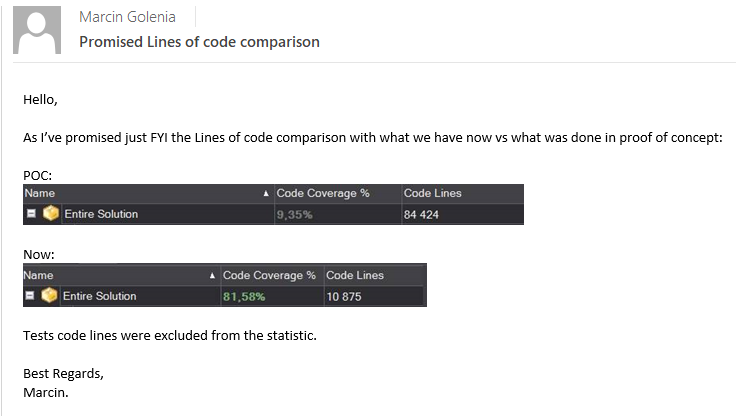 Marcin Golenia
Promised Lines of code comparison
Hello,
As I've promised just FYI the Lines of code comparison with what we have now vs what was done in proof of concept:
POC:
Name Code Coverage % Code Lines
Entire Solution 9,35% 84 424
Now:
Name Code Coverage % Code Lines
Entire Solution 81,58% 10 875
Tests code lines were excluded from the statistic.
Best Regards,
Marcin.